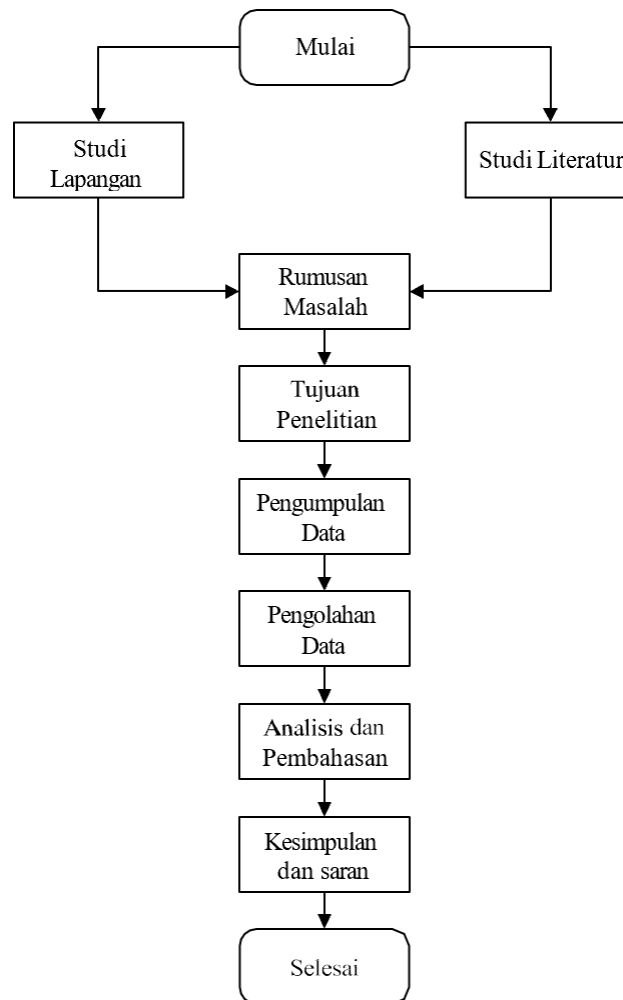 Mulai
Studi
Lapangan
Studi Literatur
Rumusan
Masalah
Tujuan
Penelitian
Pengumpulan
Data
Pengolahan
Data
Analisis dan
Pembahasan
Kesimpulan
dan saran
Selesai